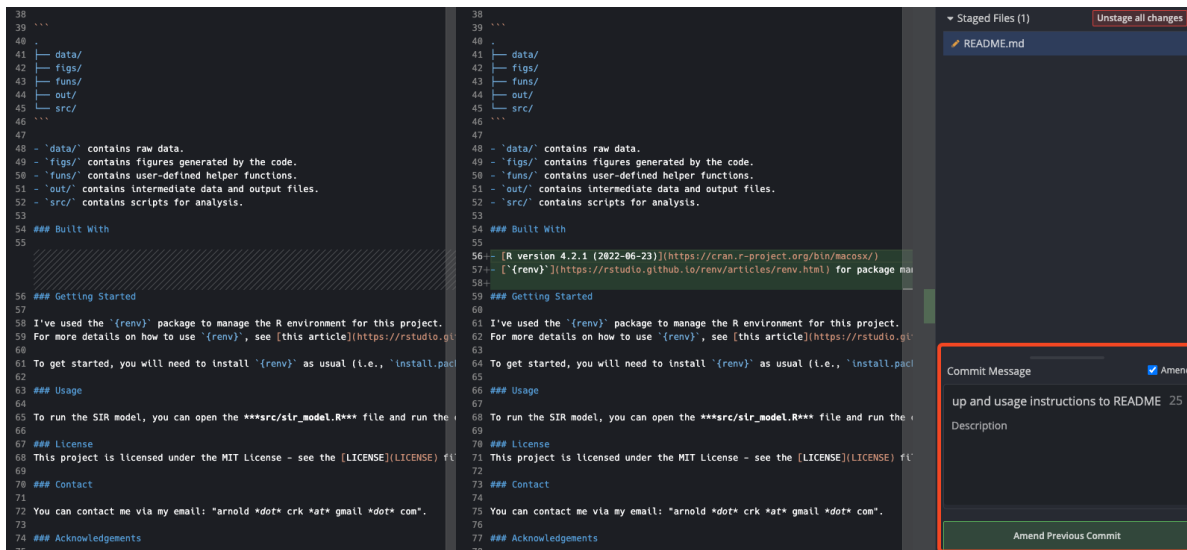 38
39 ```
40 .
41 ├── data/
42 ├── figs/
43 ├── funs/
44 ├── out/
45 └── src/
46 ```
47
48 - `data/` contains raw data.
49 - `figs/` contains figures generated by the code.
50 - `funs/` contains user-defined helper functions.
51 - `out/` contains intermediate data and output files.
52 - `src/` contains scripts for analysis.
53
54 ### Built With
55
56 ### Getting Started
57
58 I've used the `{renv}` package to manage the R environment for this project.
59 For more details on how to use `{renv}`, see [this article](https://rstudio.gi
60
61 To get started, you will need to install `{renv}` as usual (i.e., `install.pac
62
63 ### Usage
64
65 To run the SIR model, you can open the ***src/sir_model.R*** file and run the
66
67 ### License
68 This project is licensed under the MIT License - see the [LICENSE](LICENSE) fi
69
70 ### Contact
71
72 You can contact me via my email: "arnold *dot* crk *at* gmail *dot* com".
73
74 ### Acknowledgements
38
39 ```
40 .
41 ├── data/
42 ├── figs/
43 ├── funs/
44 ├── out/
45 └── src/
46 ```
47
48 - `data/` contains raw data.
49 - `figs/` contains figures generated by the code.
50 - `funs/` contains user-defined helper functions.
51 - `out/` contains intermediate data and output files.
52 - `src/` contains scripts for analysis.
53
54 ### Built With
55
56+- [R version 4.2.1 (2022-06-23)](https://cran.r-project.org/bin/macosx/)
57+- [`{renv}`](https://rstudio.github.io/renv/articles/renv.html) for package ma
58+
59 ### Getting Started
60
61 I've used the `{renv}` package to manage the R environment for this project.
62 For more details on how to use `{renv}`, see [this article](https://rstudio.gi
63
64 To get started, you will need to install `{renv}` as usual (i.e., `install.pac
65
66 ### Usage
67
68 To run the SIR model, you can open the ***src/sir_model.R*** file and run the
69
70 ### License
71 This project is licensed under the MIT License - see the [LICENSE](LICENSE) fi
72
73 ### Contact
74
75 You can contact me via my email: "arnold *dot* crk *at* gmail *dot* com".
76
77 ### Acknowledgements
Staged Files (1)
Unstage all changes
README.md
Commit Message
Amend
up and usage instructions to README 25
Description
Amend Previous Commit